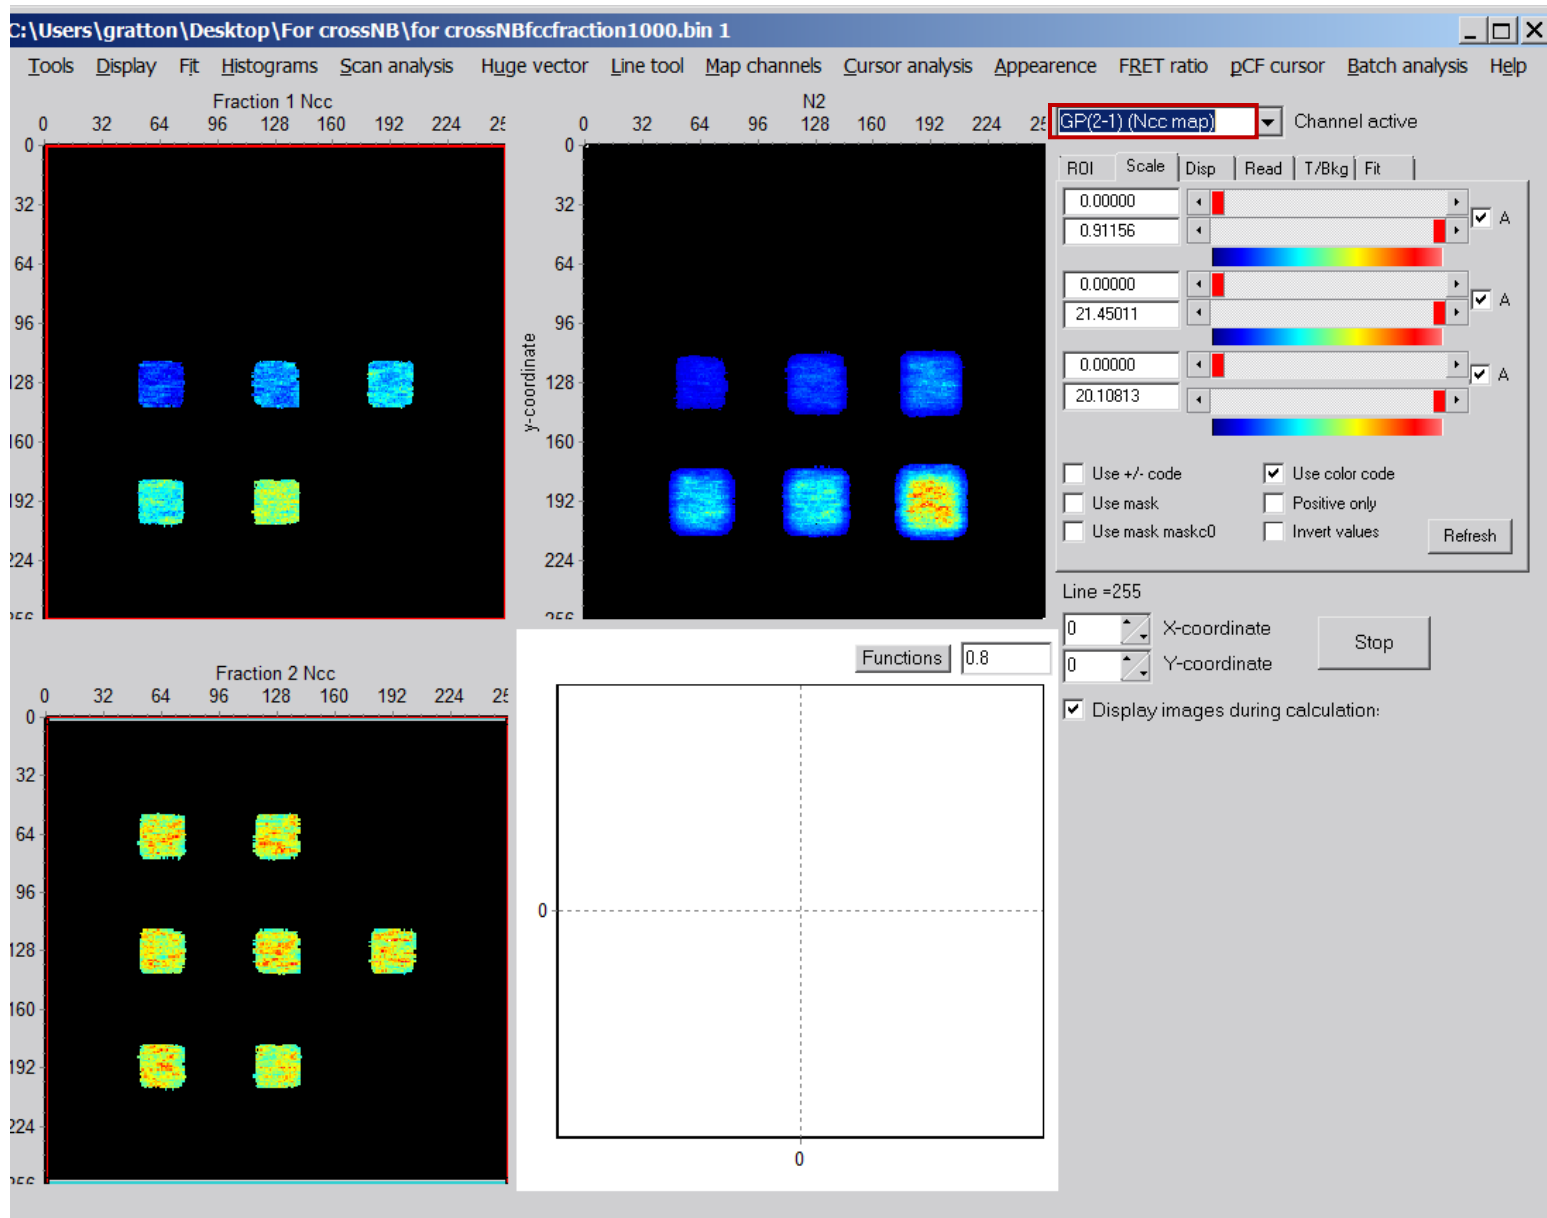 C:\Users\gratton\Desktop\For crossNB\for crossNBfccfraction1000.bin 1
Tools Display Fit Histograms Scan analysis Huge vector Line tool Map channels Cursor analysis Appearence FRET ratio pCF cursor Batch analysis Help
Fraction 1 Ncc
0 32 64 96 128 160 192 224 25
0
32
64
96
128
160
192
224
256
N2
0 32 64 96 128 160 192 224 25
y-coordinate
0
32
64
96
128
160
192
224
256
GP(2-1) (Ncc map) Channel active
ROI Scale Disp Read T/Bkg Fit
0.00000
0.91156
A
0.00000
21.45011
A
0.00000
20.10813
A
Use +/- code Use color code
Use mask Positive only
Use mask maskc0 Invert values Refresh
Line =255
0 X-coordinate
0 Y-coordinate
Stop
Display images during calculation:
Fraction 2 Ncc
0 32 64 96 128 160 192 224 25
0
32
64
96
128
160
192
224
256
Functions 0.8
0
0